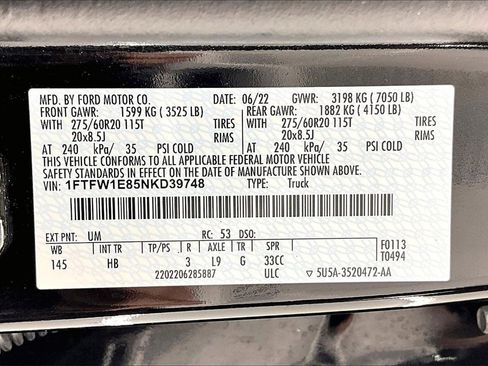 MFD. BY FORD MOTOR CO. 06/22 GVWR: 3198 KG ( 7050 LB)
FRONT GAWR: 1599 KG ( 3525 LB) REAR GAWR: 1882 KG ( 4150 LB)
WITH 275/60R20 115T TIRES WITH 275/60R20 115T TIRES
20x8.5J 20x8.5J
AT 240 kPa/ 35 PSI COLD AT 240 kPa/ 35 PSI COLD
THIS VEHICLE CONFORMS TO ALL APPLICABLE FEDERAL MOTOR VEHICLE
SAFETY STANDARDS IN EFFECT ON THE DATE OF MANUFACTURE SHOWN ABOVE.
VIN: 1FTFW1E85NKD39748 TYPE: Truck
EXT PNT: UM RC: 53 DSO:
WB INT TR TP/PS R AXLE TR SPR F0113
145 HB 3 L9 G 33CC T0494
2202206285887 ULC ▽ 5U5A-3520472-AA